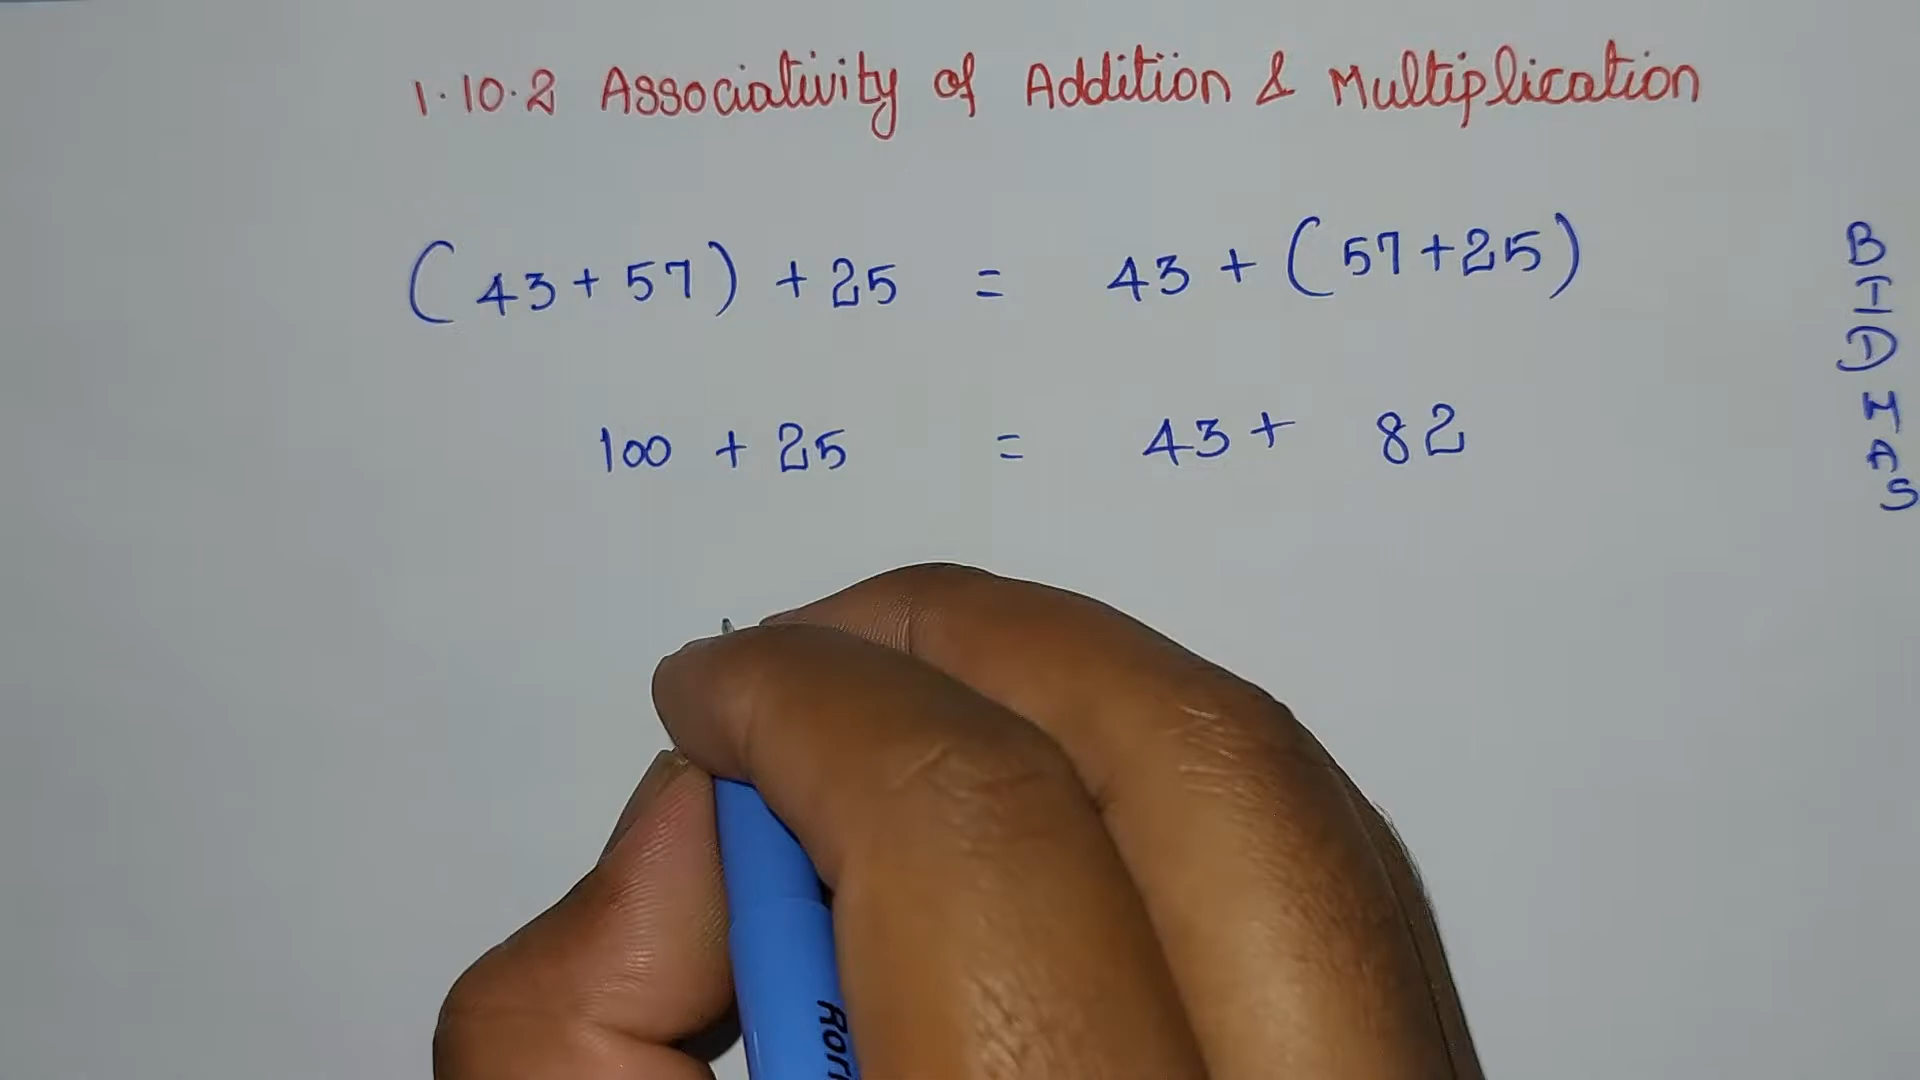 1.10.2 Associativity of Addition & Multiplication
(43+57) + 25 = 43 + (57+25)
100 + 25 = 43 + 82
B
I
D
M
A
S